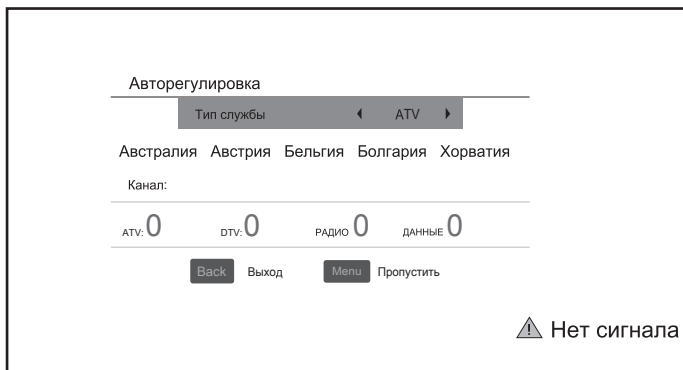 Авторегулировка
Тип службы ATV
Австралия Австрия Бельгия Болгария Хорватия
Канал:
ATV: 0 DTV: 0 РАДИО 0 ДАННЫЕ 0
Back Выход Menu Пропустить
Нет сигнала